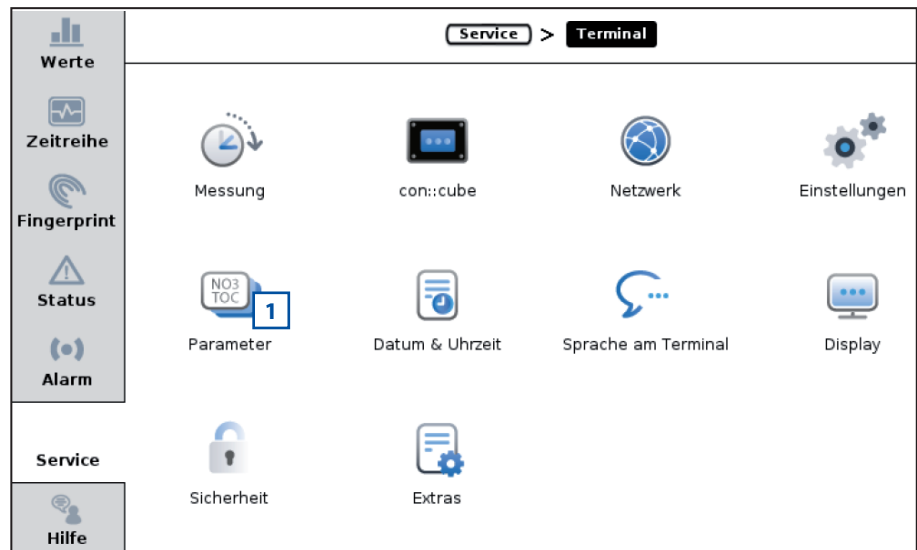 Service > Terminal
Werte
Zeitreihe
Fingerprint
Status
Alarm
Service
Hilfe
Messung
con::cube
Netzwerk
Einstellungen
NO3
TOC
1
Parameter
Datum & Uhrzeit
Sprache am Terminal
Display
Sicherheit
Extras